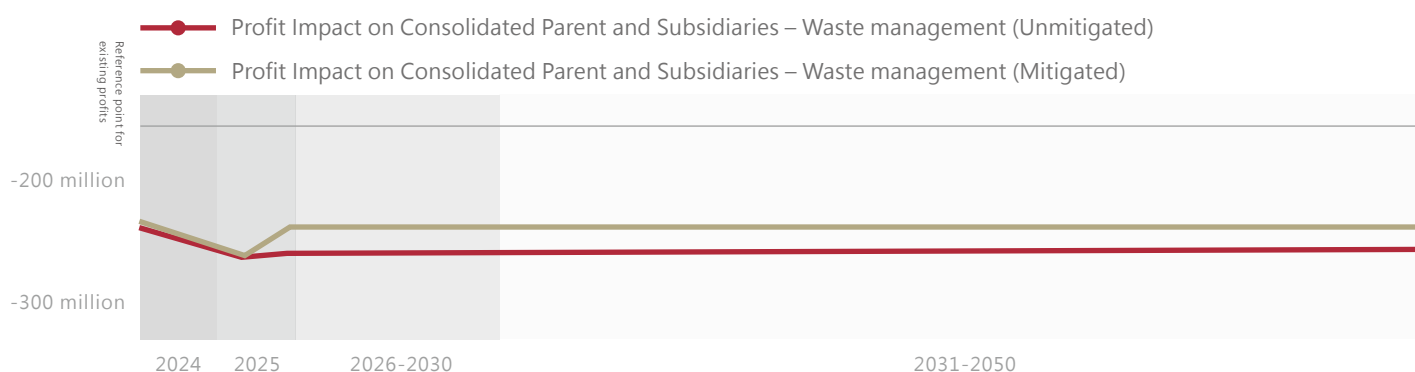 Profit Impact on Consolidated Parent and Subsidiaries – Waste management (Unmitigated)
Profit Impact on Consolidated Parent and Subsidiaries – Waste management (Mitigated)
Reference point for
existing profits
-200 million
-300 million
2024 2025 2026-2030 2031-2050